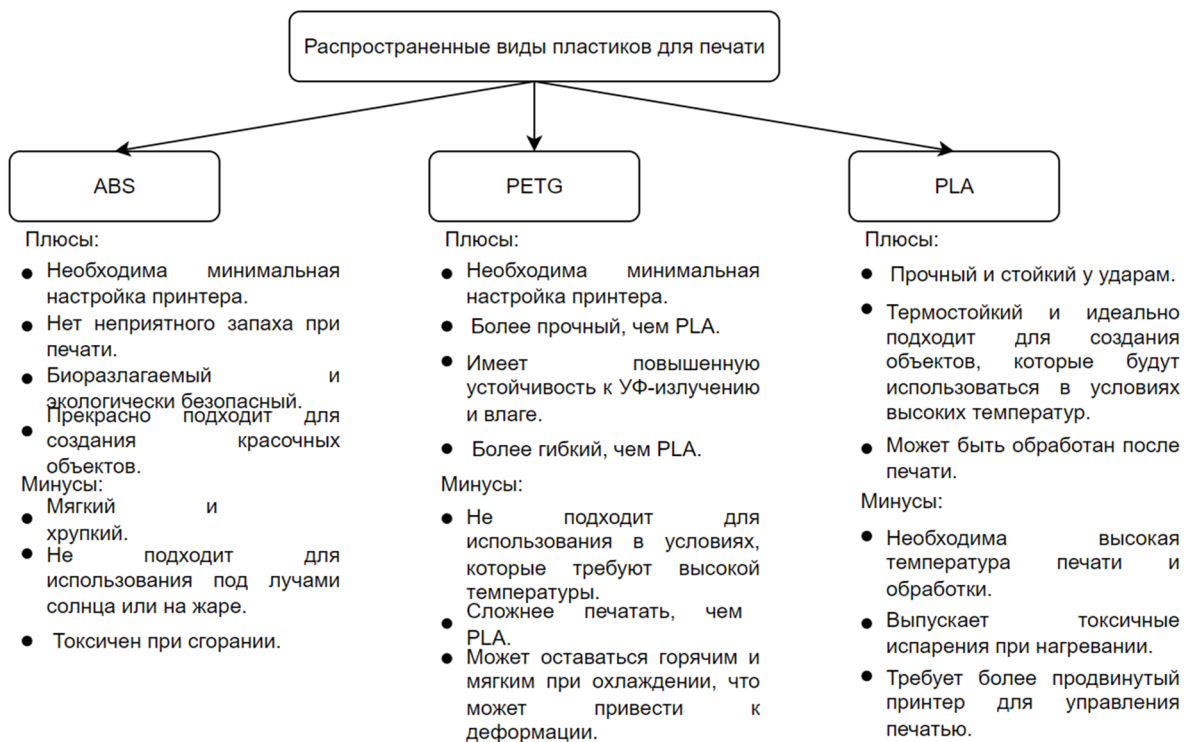 Распространенные виды пластиков для печати
ABS
Плюсы:
Необходима минимальная
настройка принтера.
Нет неприятного запаха при
печати.
Биоразлагаемый и
экологически безопасный.
Прекрасно подходит для
создания красочных
объектов.
Минусы:
Мягкий и
хрупкий.
Не подходит для
использования под лучами
солнца или на жаре.
Токсичен при сгорании.
PETG
Плюсы:
Необходима минимальная
настройка принтера.
Более прочный, чем PLA.
Имеет повышенную
устойчивость к УФ-излучению
и влаге.
Более гибкий, чем PLA.
Минусы:
Не подходит для
использования в условиях,
которые требуют высокой
температуры.
Сложнее печатать, чем
PLA.
Может оставаться горячим и
мягким при охлаждении, что
может привести к
деформации.
PLA
Плюсы:
Прочный и стойкий у ударам.
Термостойкий и идеально
подходит для создания
объектов, которые будут
использоваться в условиях
высоких температур.
Может быть обработан после
печати.
Минусы:
Необходима высокая
температура печати и
обработки.
Выпускает токсичные
испарения при нагревании.
Требует более продвинутый
принтер для управления
печатью.